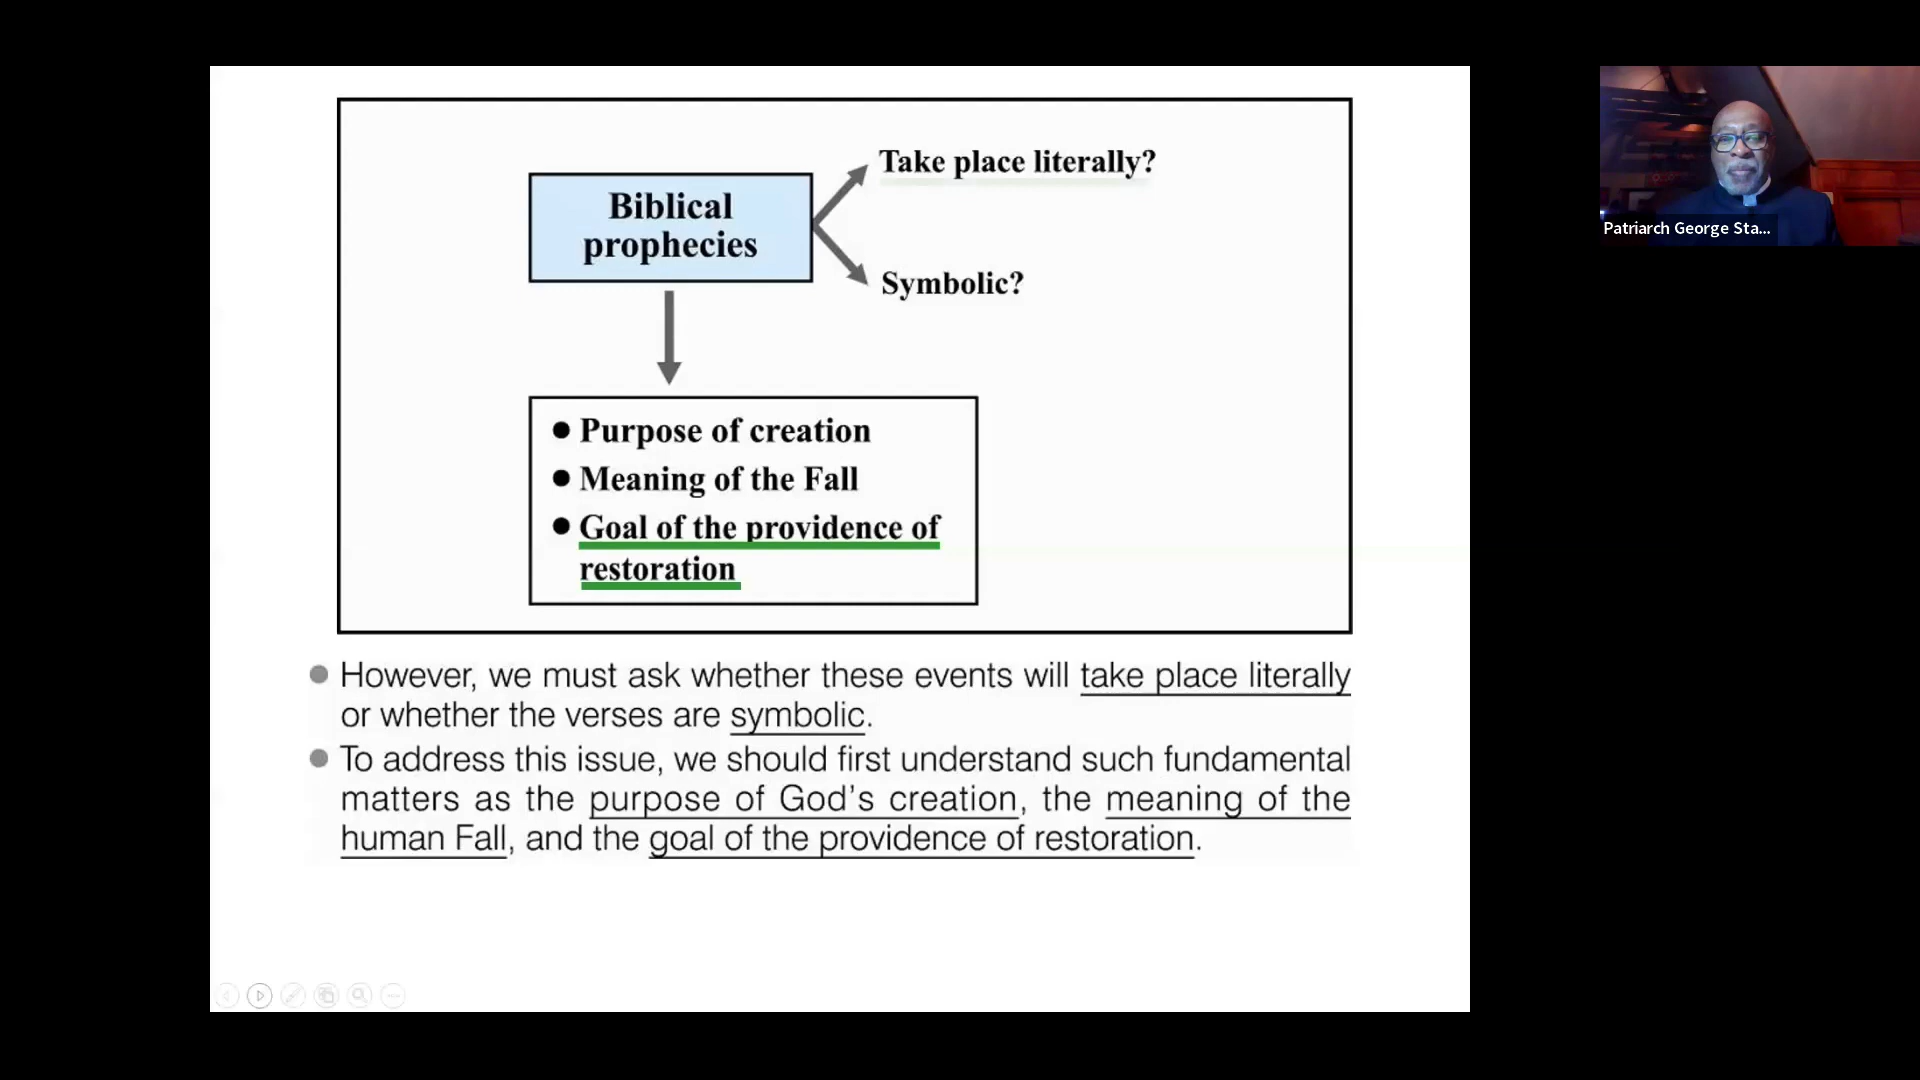 Take place literally?
Biblical
prophecies
Symbolic?
● Purpose of creation
● Meaning of the Fall
● Goal of the providence of
restoration
● However, we must ask whether these events will take place literally
or whether the verses are symbolic.
● To address this issue, we should first understand such fundamental
matters as the purpose of God’s creation, the meaning of the
human Fall, and the goal of the providence of restoration.
Patriarch George Sta...